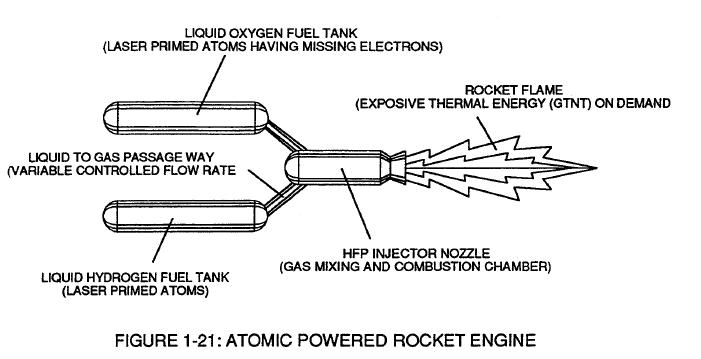 LIQUID OXYGEN FUEL TANK
(LASER PRIMED ATOMS HAVING MISSING ELECTRONS)
ROCKET FLAME
(EXPOSIVE THERMAL ENERGY (GTNT) ON DEMAND
LIQUID TO GAS PASSAGE WAY
(VARIABLE CONTROLLED FLOW RATE
HFP INJECTOR NOZZLE
(GAS MIXING AND COMBUSTION CHAMBER)
LIQUID HYDROGEN FUEL TANK
(LASER PRIMED ATOMS)
FIGURE 1-21: ATOMIC POWERED ROCKET ENGINE